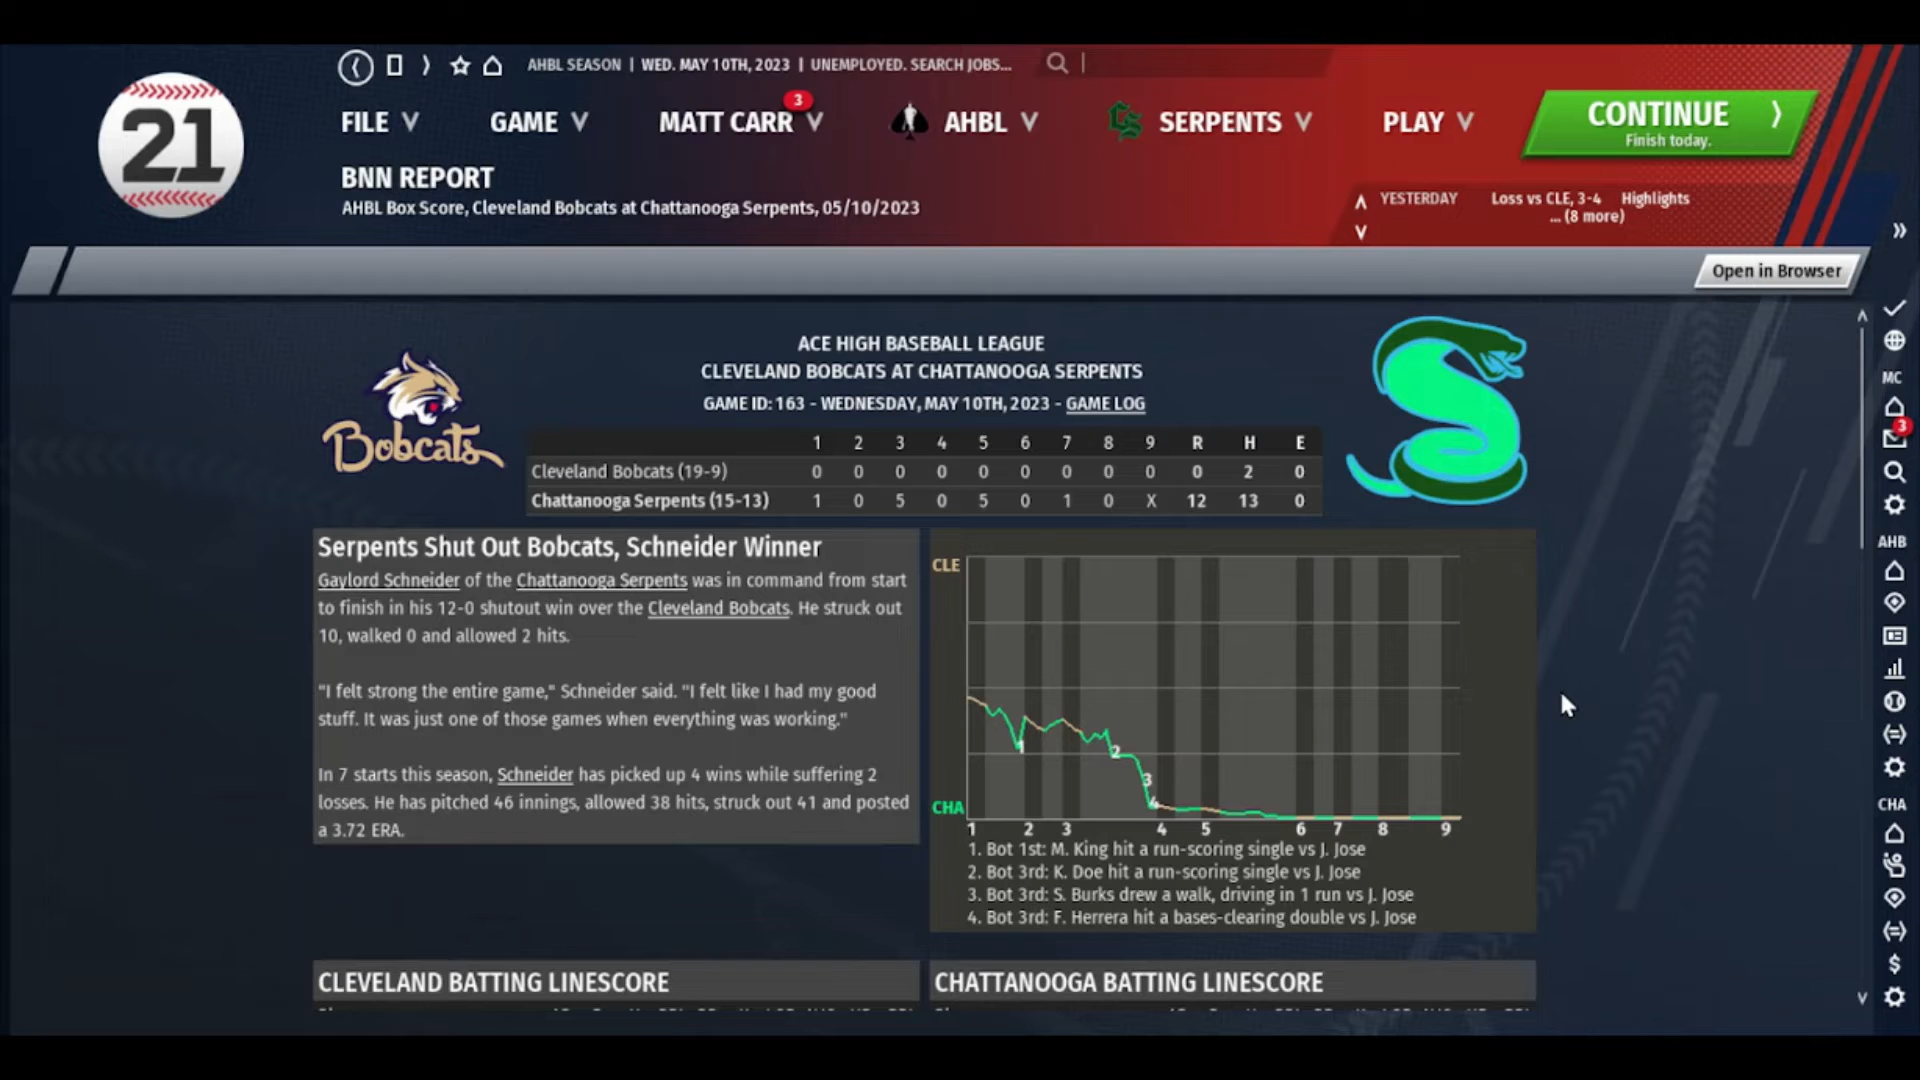 AHBL SEASON | WED. MAY 10TH, 2023 | UNEMPLOYED. SEARCH JOBS...
21
FILE
GAME
MATT CARR
3
AHBL
SERPENTS
PLAY
CONTINUE
Finish today.
BNN REPORT
AHBL Box Score, Cleveland Bobcats at Chattanooga Serpents, 05/10/2023
YESTERDAY Loss vs CLE, 3-4 Highlights
... (8 more)
Open in Browser
ACE HIGH BASEBALL LEAGUE
CLEVELAND BOBCATS AT CHATTANOOGA SERPENTS
GAME ID: 163 - WEDNESDAY, MAY 10TH, 2023 - GAME LOG
Bobcats
1 2 3 4 5 6 7 8 9 R H E
Cleveland Bobcats (19-9) 0 0 0 0 0 0 0 0 0 0 2 0
Chattanooga Serpents (15-13) 1 0 5 0 5 0 1 0 X 12 13 0
Serpents Shut Out Bobcats, Schneider Winner
Gaylord Schneider of the Chattanooga Serpents was in command from start
to finish in his 12-0 shutout win over the Cleveland Bobcats. He struck out
10, walked 0 and allowed 2 hits.
"I felt strong the entire game," Schneider said. "I felt like I had my good
stuff. It was just one of those games when everything was working."
In 7 starts this season, Schneider has picked up 4 wins while suffering 2
losses. He has pitched 46 innings, allowed 38 hits, struck out 41 and posted
a 3.72 ERA.
CLE
1
2
3
4
CHA
1 2 3 4 5 6 7 8 9
1. Bot 1st: M. King hit a run-scoring single vs J. Jose
2. Bot 3rd: K. Doe hit a run-scoring single vs J. Jose
3. Bot 3rd: S. Burks drew a walk, driving in 1 run vs J. Jose
4. Bot 3rd: F. Herrera hit a bases-clearing double vs J. Jose
CLEVELAND BATTING LINESCORE
CHATTANOOGA BATTING LINESCORE
MC
3
AHB
CHA
$